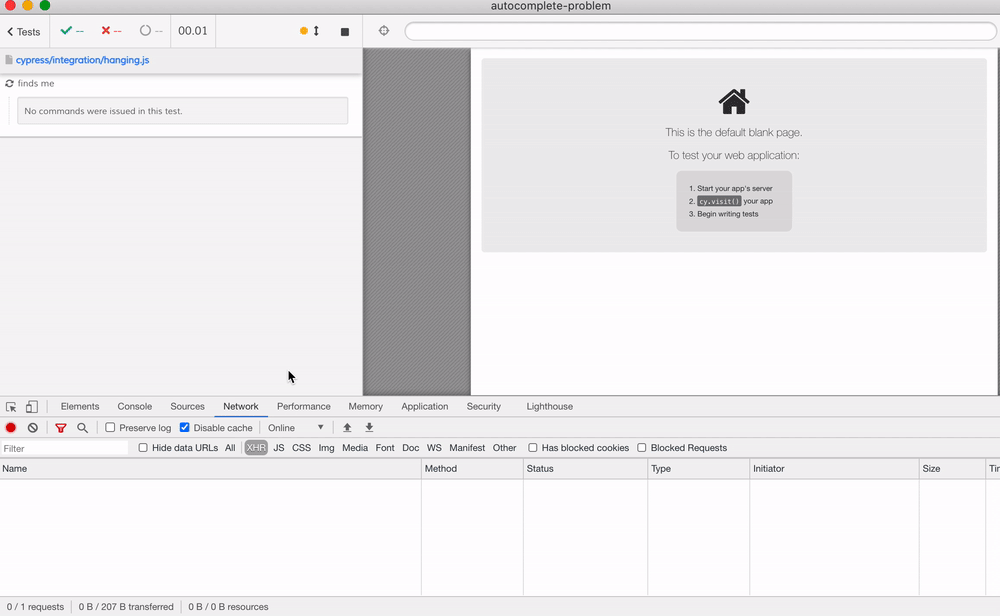 autocomplete-problem
Tests -- -- -- 00.01
cypress/integration/hanging.js
finds me
No commands were issued in this test.
This is the default blank page.
To test your web application:
1. Start your app's server
2. cy.visit() your app
3. Begin writing tests
Elements Console Sources Network Performance Memory Application Security Lighthouse
Preserve log Disable cache Online
Filter Hide data URLs All XHR JS CSS Img Media Font Doc WS Manifest Other Has blocked cookies Blocked Requests
Name Method Status Type Initiator Size
0 / 1 requests 0 B / 207 B transferred 0 B / 0 B resources